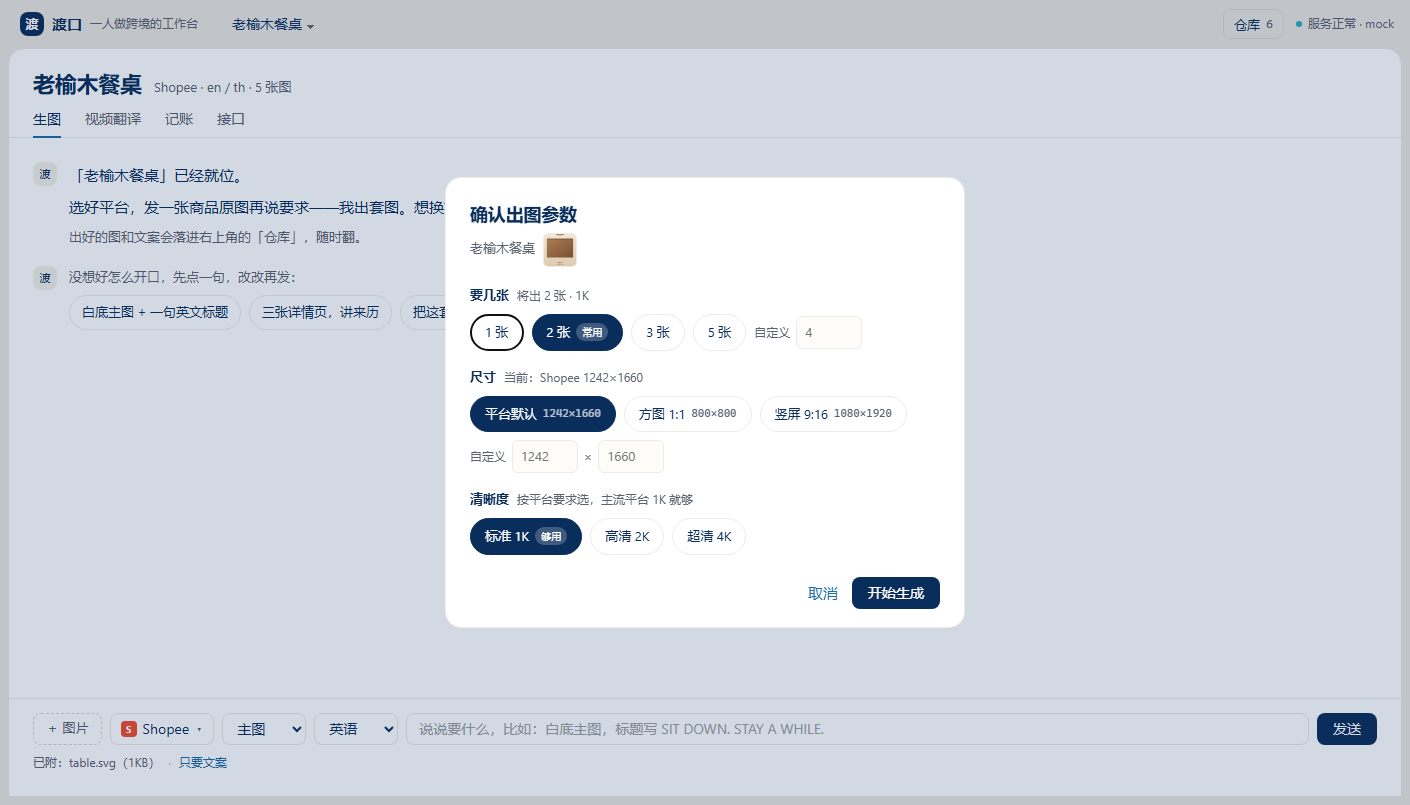 渡 渡口 一人做跨境的工作台 老榆木餐桌 仓库 6 服务正常 · mock
老榆木餐桌 Shopee · en / th · 5 张图
生图 视频翻译 记账 接口
渡 「老榆木餐桌」已经就位。
选好平台，发一张商品原图再说要求——我出套图。想换
出好的图和文案会落进右上角的「仓库」，随时翻。
渡 没想好怎么开口，先点一句，改改再发：
白底主图 + 一句英文标题 三张详情页，讲来历 把这套
确认出图参数
老榆木餐桌
要几张 将出 2 张 · 1K
1 张 2 张 常用 3 张 5 张 自定义 4
尺寸 当前：Shopee 1242×1660
平台默认 1242×1660 方图 1:1 800×800 竖屏 9:16 1080×1920
自定义 1242 × 1660
清晰度 按平台要求选，主流平台 1K 就够
标准 1K 够用 高清 2K 超清 4K
取消 开始生成
+ 图片 S Shopee 主图 英语 说说要什么，比如：白底主图，标题写 SIT DOWN. STAY A WHILE. 发送
已附：table.svg（1KB） · 只要文案